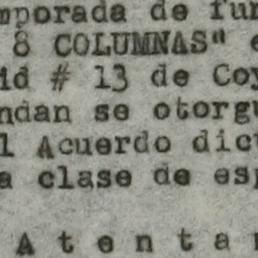 mporada de fun
8 COLUMNAS" e
id # 13 de Coy
ndan se otorgu
l Acuerdo dict
a clase de esp
A t e n t a